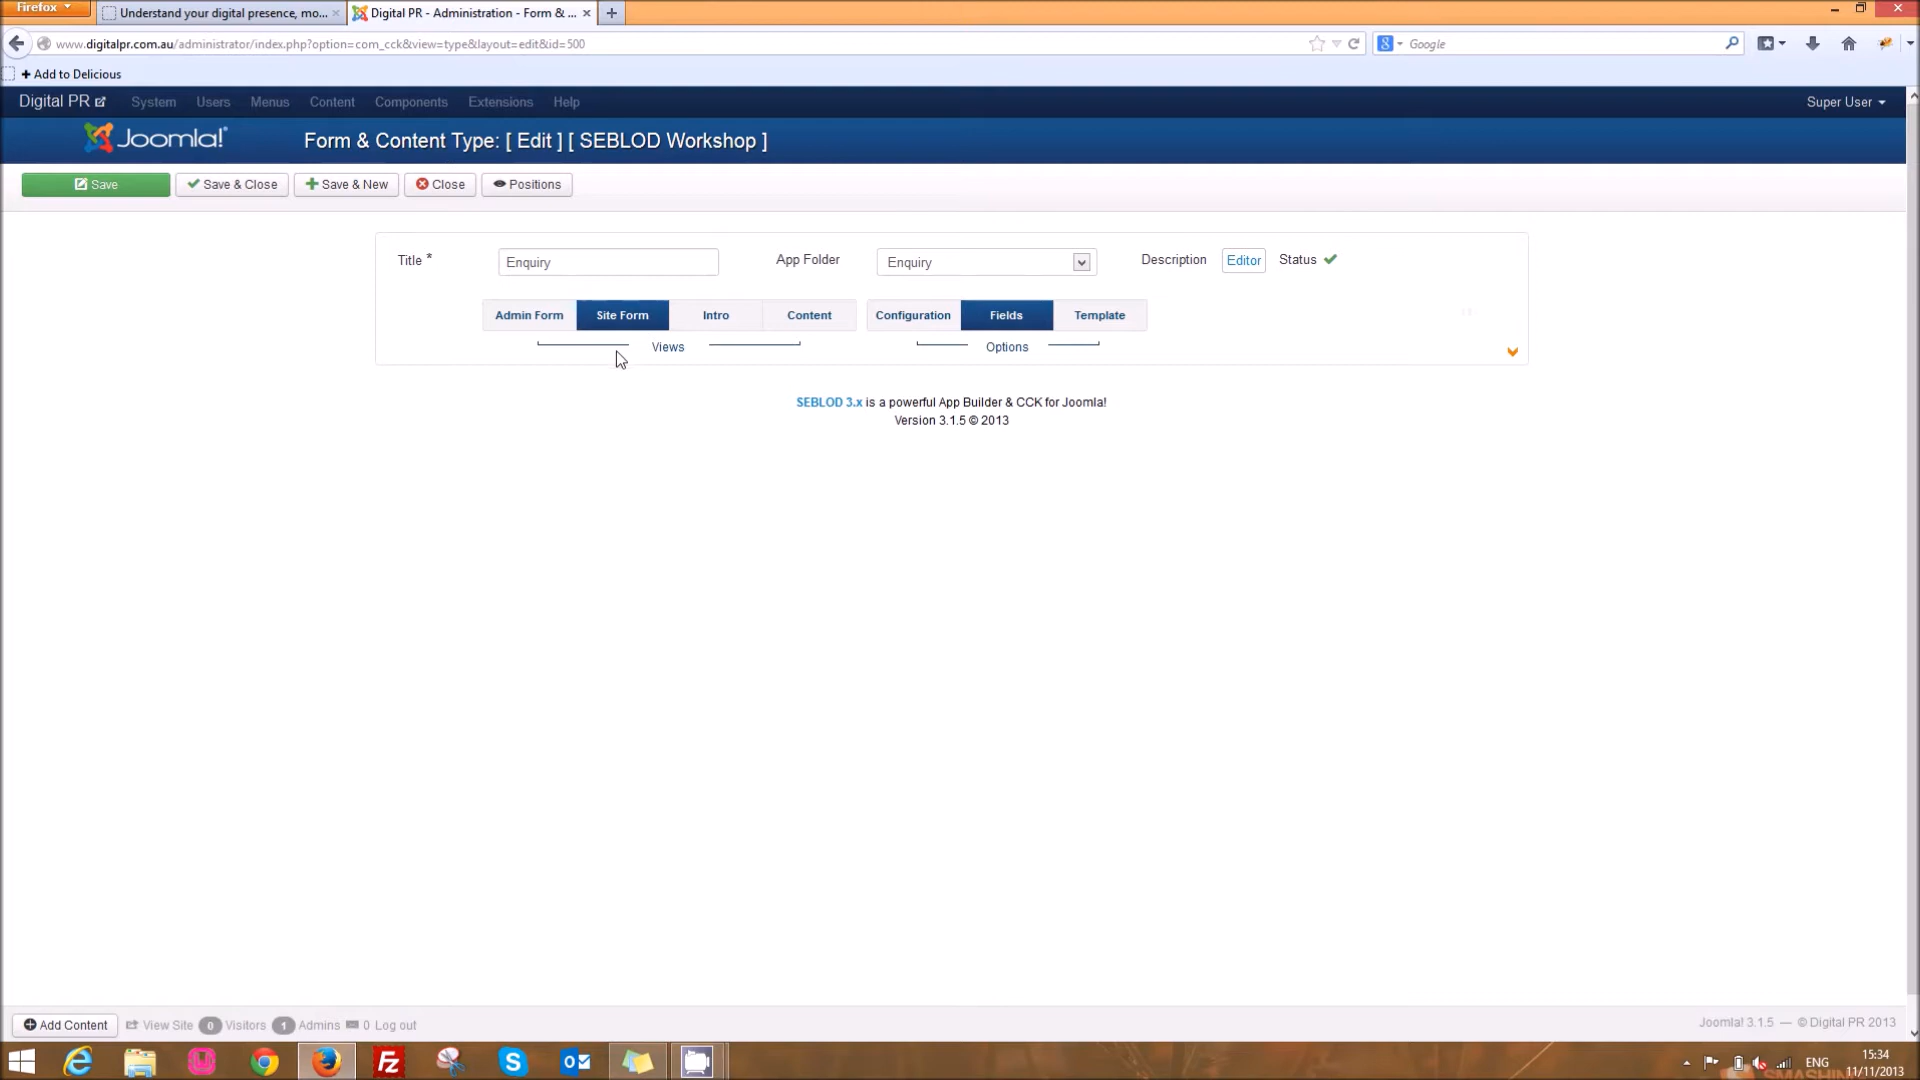 Firefox
Understand your digital presence, mo...
Digital PR - Administration - Form & ...
www.digitalpr.com.au/administrator/index.php?option=com_cck&view=type&layout=edit&id=500
Google
Add to Delicious
Digital PR System Users Menus Content Components Extensions Help Super User
Joomla! Form & Content Type: [ Edit ] [ SEBLOD Workshop ]
Save Save & Close Save & New Close Positions
Title * Enquiry App Folder Enquiry Description Editor Status
Admin Form Site Form Intro Content Configuration Fields Template
Views Options
SEBLOD 3.x is a powerful App Builder & CCK for Joomla!
Version 3.1.5 © 2013
Add Content View Site 0 Visitors 1 Admins 0 Log out Joomla! 3.1.5 — © Digital PR 2013
ENG 15:34
11/11/2013